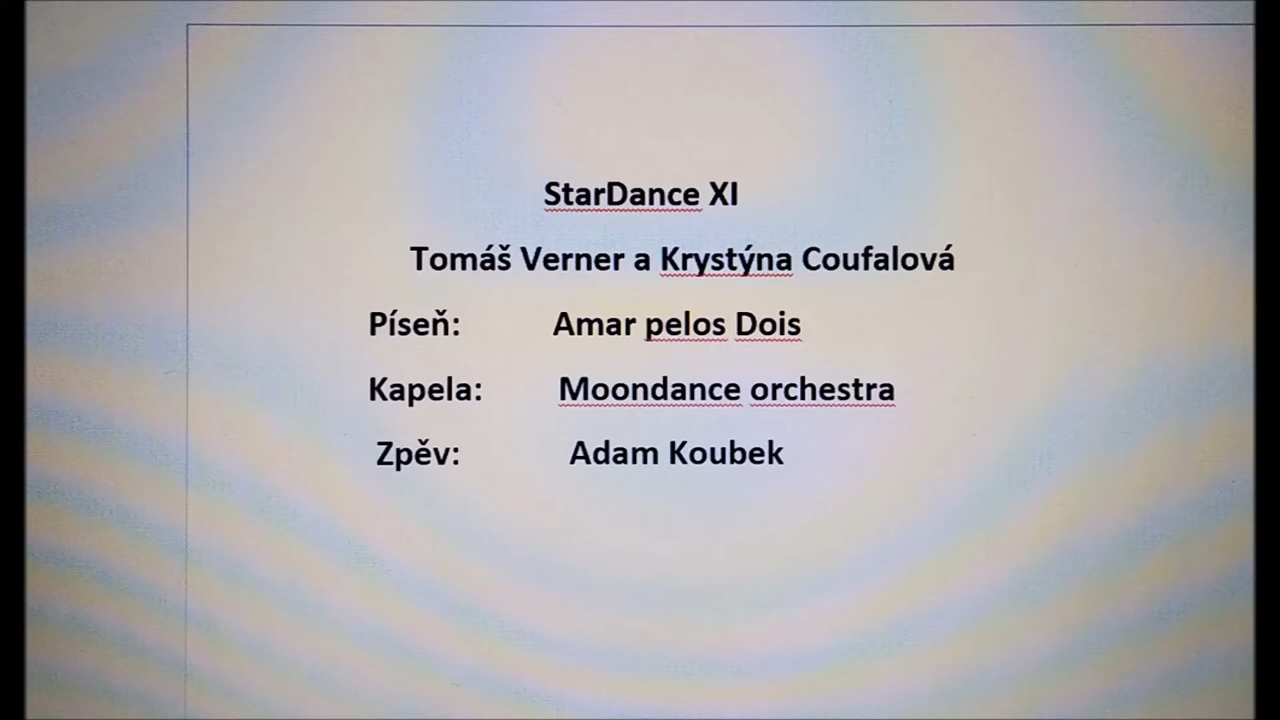 StarDance XI
Tomáš Verner a Krystýna Coufalová
Píseň: Amar pelos Dois
Kapela: Moondance orchestra
Zpěv: Adam Koubek